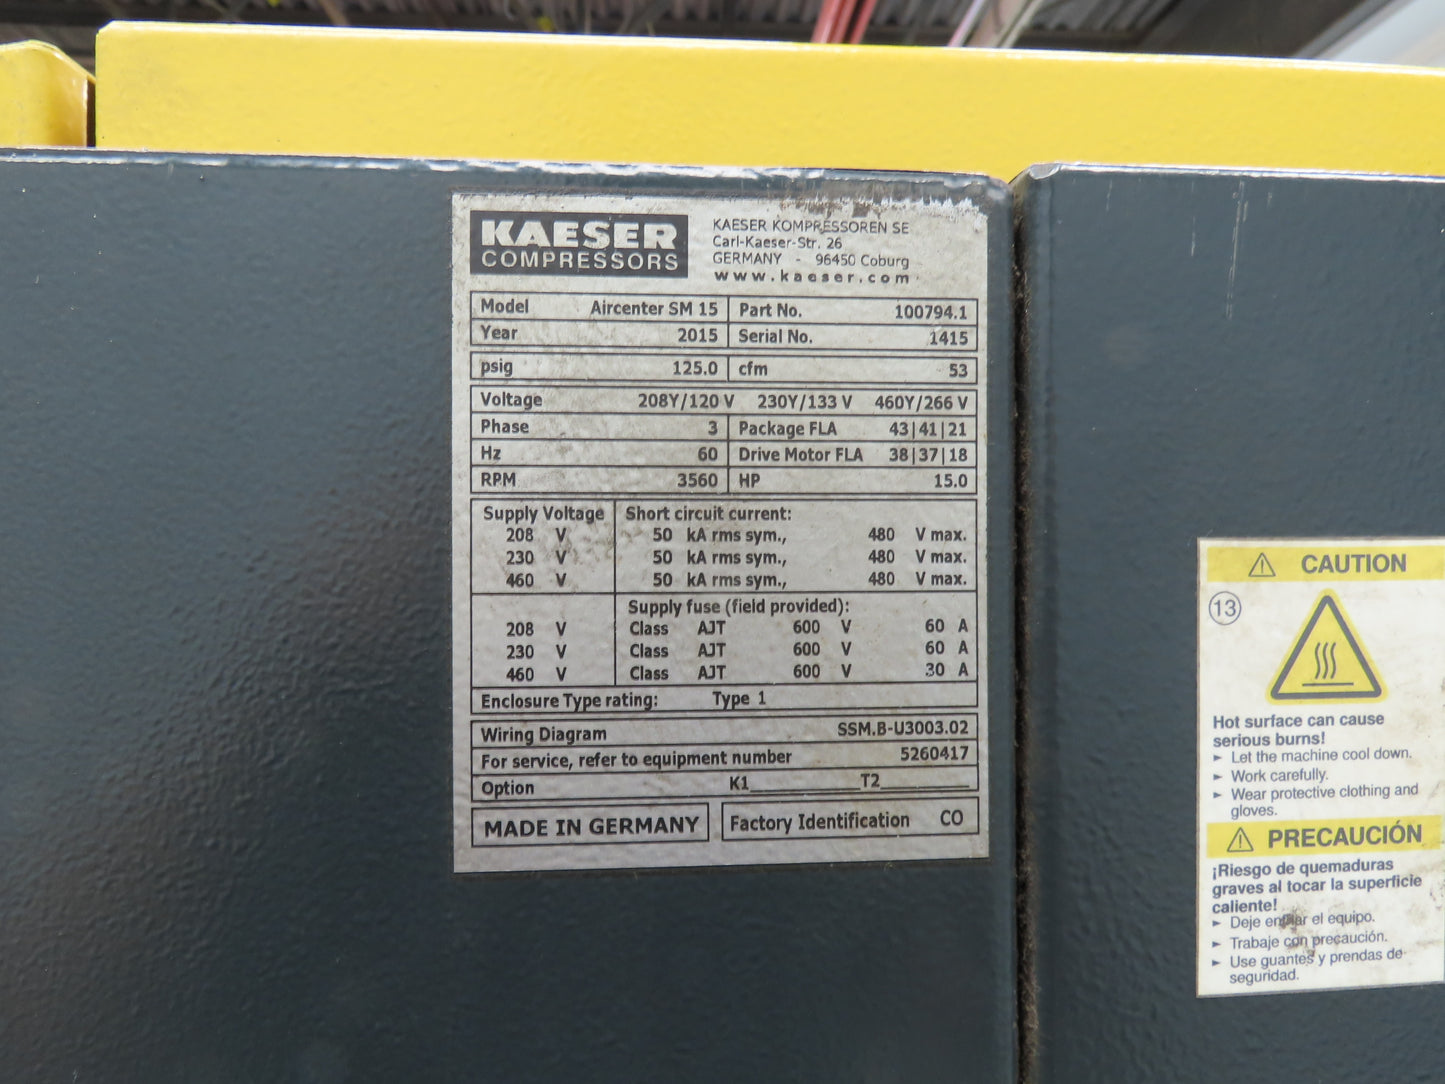 KAESER
COMPRESSORS
KAESER KOMPRESSOREN SE
Carl-Kaeser-Str. 26
GERMANY - 96450 Coburg
www.kaeser.com
Model Aircenter SM 15 Part No. 100794.1
Year 2015 Serial No. 1415
psig 125.0 cfm 53
Voltage 208Y/120 V 230Y/133 V 460Y/266 V
Phase 3 Package FLA 43|41|21
Hz 60 Drive Motor FLA 38|37|18
RPM 3560 HP 15.0
Supply Voltage Short circuit current:
208 V 50 kA rms sym., 480 V max.
230 V 50 kA rms sym., 480 V max.
460 V 50 kA rms sym., 480 V max.
Supply fuse (field provided):
208 V Class AJT 600 V 60 A
230 V Class AJT 600 V 60 A
460 V Class AJT 600 V 30 A
Enclosure Type rating: Type 1
Wiring Diagram SSM.B-U3003.02
For service, refer to equipment number 5260417
Option K1__________T2________
MADE IN GERMANY Factory Identification CO
CAUTION
13
Hot surface can cause
serious burns!
► Let the machine cool down.
► Work carefully.
► Wear protective clothing and
gloves.
PRECAUCIÓN
¡Riesgo de quemaduras
graves al tocar la superficie
caliente!
► Deje enfriar el equipo.
► Trabaje con precaución.
► Use guantes y prendas de
seguridad.